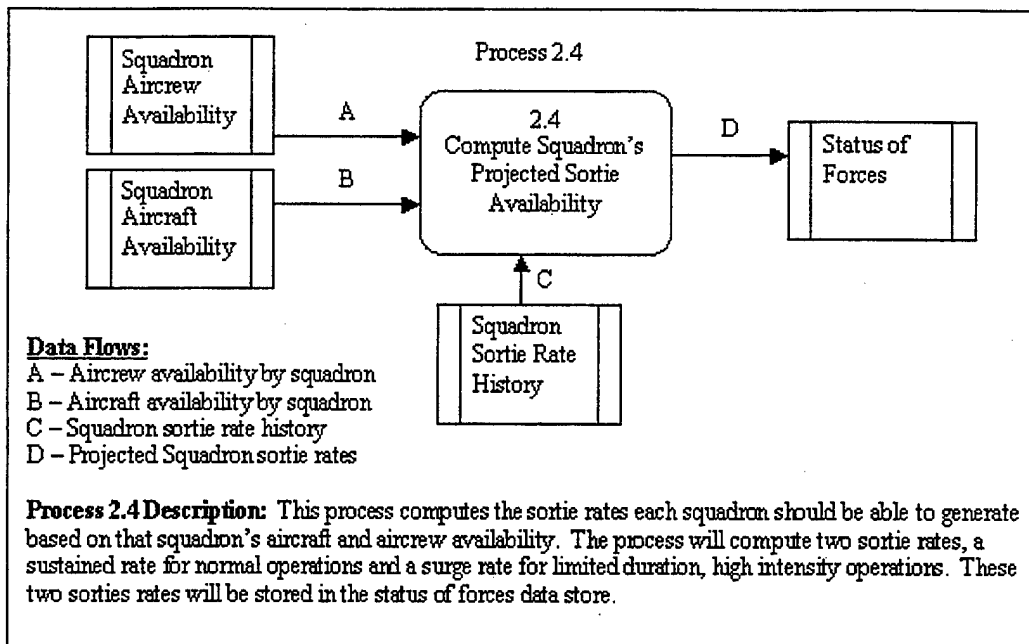 Process 2.4
Squadron
Aircrew
Availability
A
Squadron
Aircraft
Availability
B
2.4
Compute Squadron's
Projected Sortie
Availability
D
Status of
Forces
C
Squadron
Sortie Rate
History
Data Flows:
A – Aircrew availability by squadron
B – Aircraft availability by squadron
C – Squadron sortie rate history
D – Projected Squadron sortie rates
Process 2.4 Description: This process computes the sortie rates each squadron should be able to generate
based on that squadron's aircraft and aircrew availability. The process will compute two sortie rates, a
sustained rate for normal operations and a surge rate for limited duration, high intensity operations. These
two sorties rates will be stored in the status of forces data store.